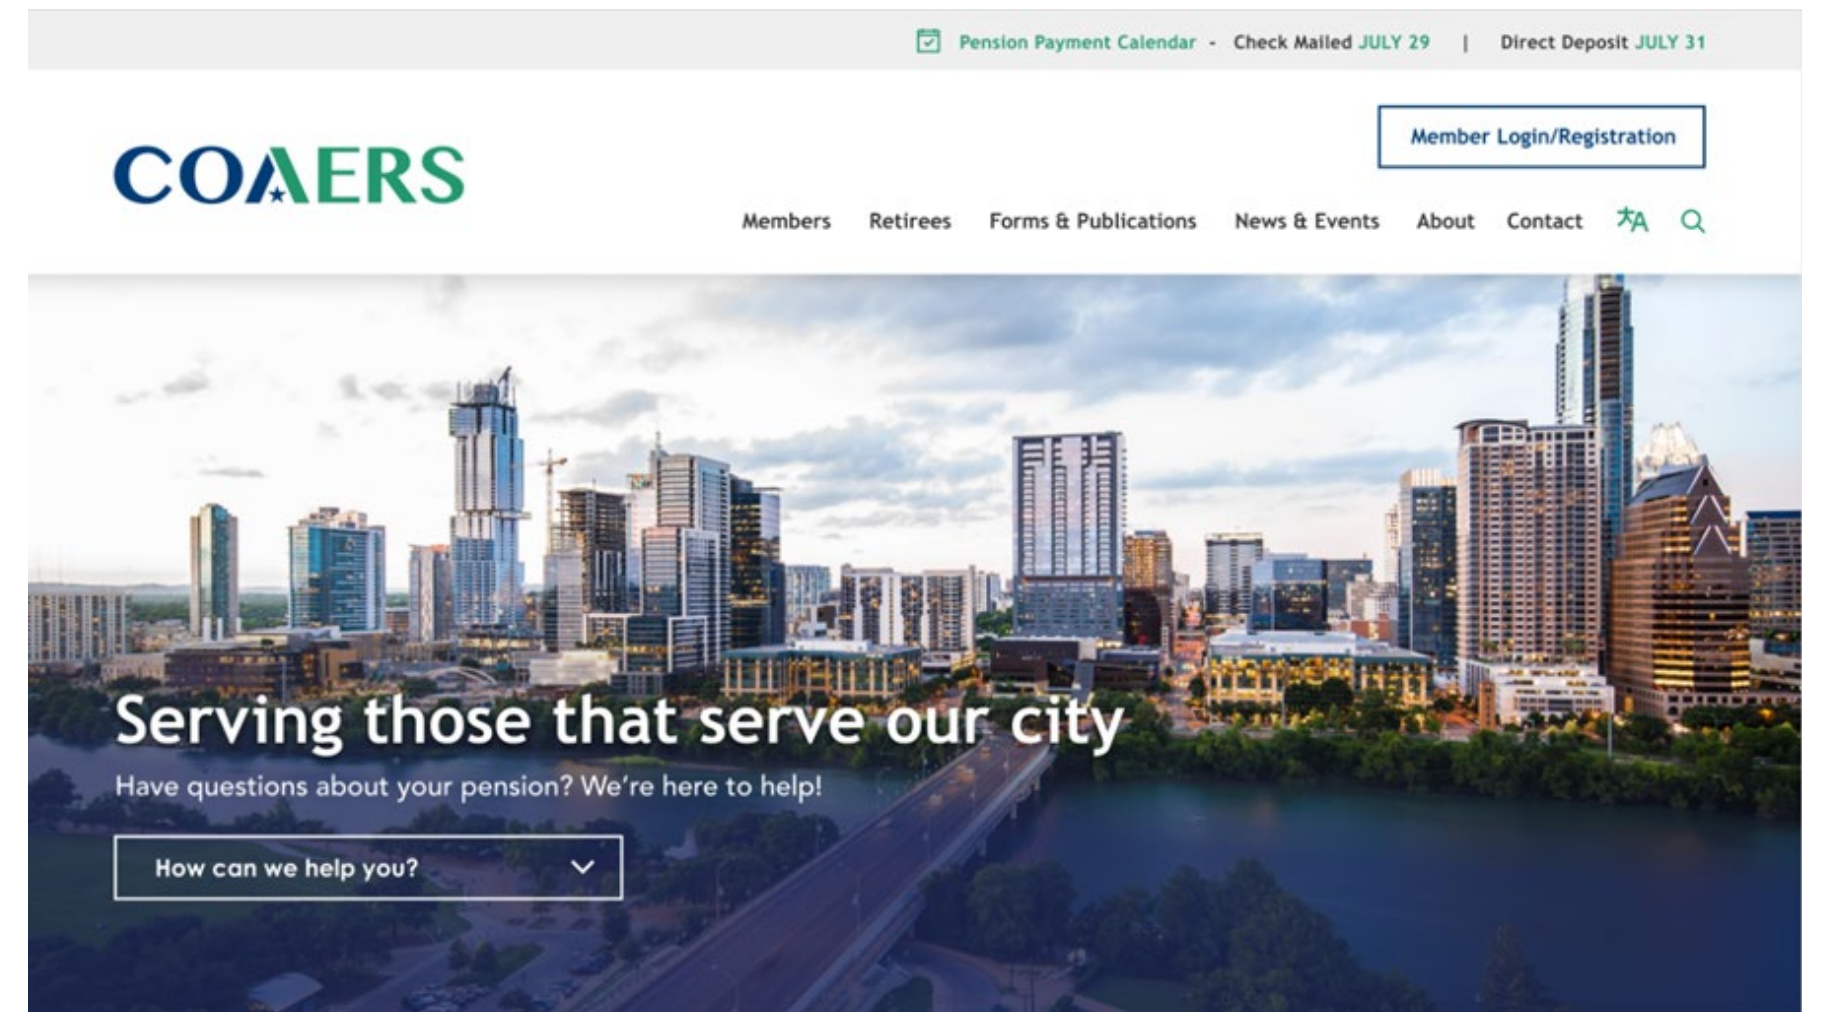 Pension Payment Calendar - Check Mailed JULY 29 | Direct Deposit JULY 31
Member Login/Registration
COAERS
Members Retirees Forms & Publications News & Events About Contact 文A
Serving those that serve our city
Have questions about your pension? We're here to help!
How can we help you?